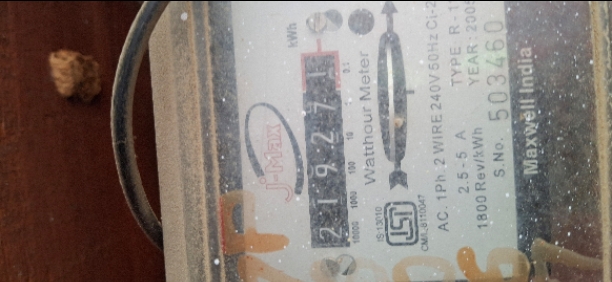 J-Max
kWh
2 1 9 2 7 1
10000 1000 100 10 1 0.1
Watthour Meter
IS:13010
CM/L-8110047
AC. 1Ph. 2 WIRE 240V 50Hz Cl-2
2.5 - 5 A TYPE. R - 1
1800 Rev/kWh YEAR : 2005
S.No. 503460
Maxwell India